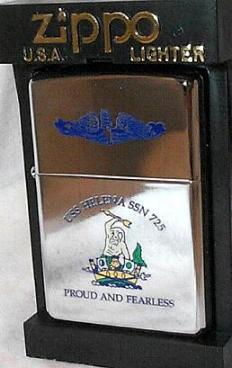 zippo
U.S.A. LIGHTER
USS HELENA SSN 725
PROUD AND FEARLESS